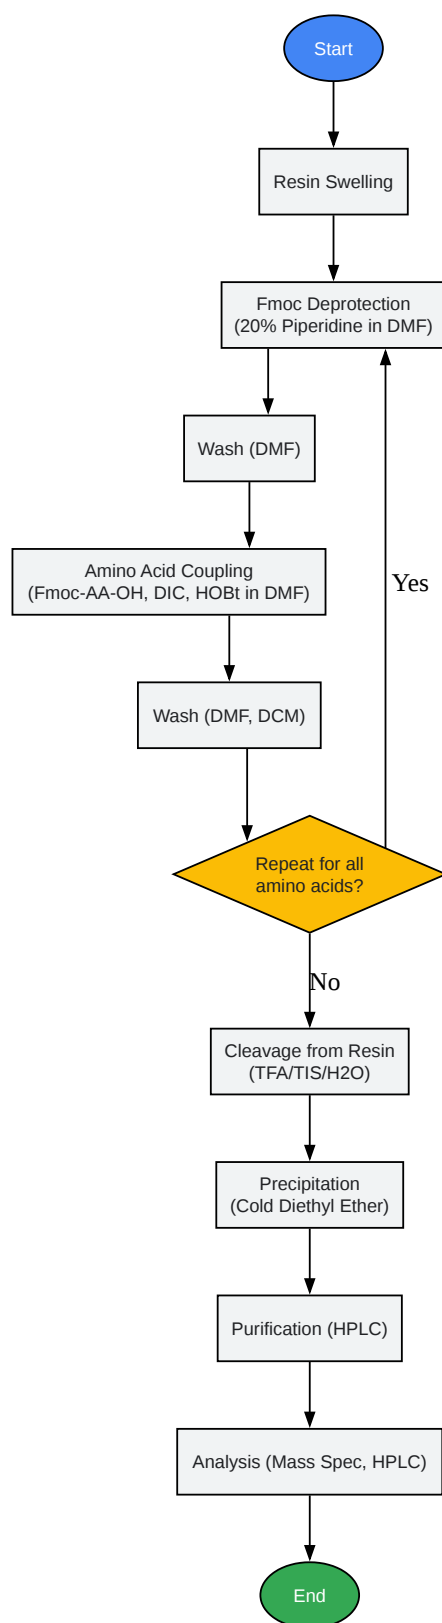 Start
Resin Swelling
Fmoc Deprotection
(20% Piperidine in DMF)
Wash (DMF)
Amino Acid Coupling
(Fmoc-AA-OH, DIC, HOBt in DMF)
Yes
Wash (DMF, DCM)
Repeat for all
amino acids?
No
Cleavage from Resin
(TFA/TIS/H2O)
Precipitation
(Cold Diethyl Ether)
Purification (HPLC)
Analysis (Mass Spec, HPLC)
End